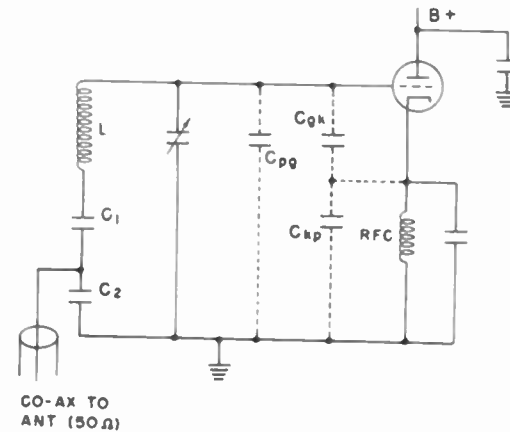 B+
L
Cgk
Cpg
C1
Ckp
RFC
C2
CO-AX TO
ANT (50Ω)